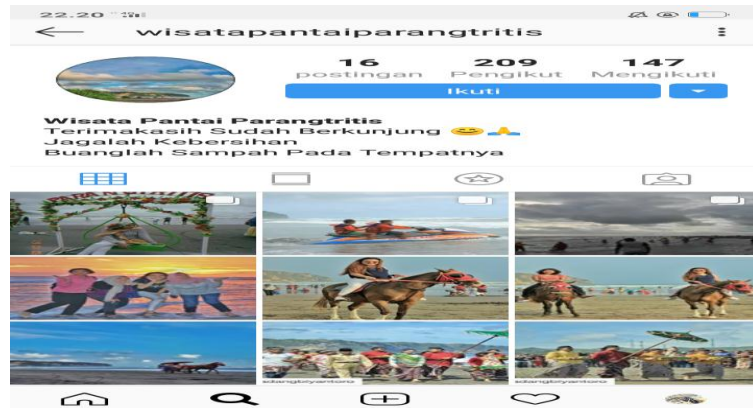 22.20
wisatapantaiparangtritis
16 209 147
postingan Pengikut Mengikuti
Ikuti
Wisata Pantai Parangtritis
Terimakasih Sudah Berkunjung 😊🙏
Jagalah Kebersihan
Buanglah Sampah Pada Tempatnya